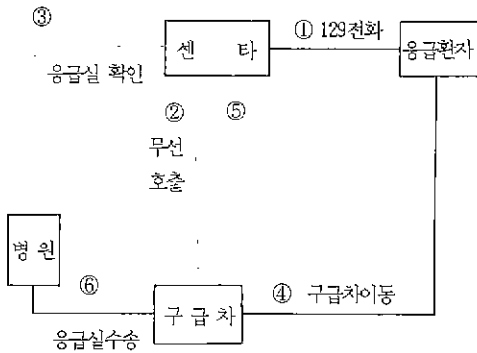 ③
① 129전화
센 타
응급환자
응급실 확인
② ⑤
무선
호출
병 원
⑥
④ 구급차이동
구 급 차
응급실수송